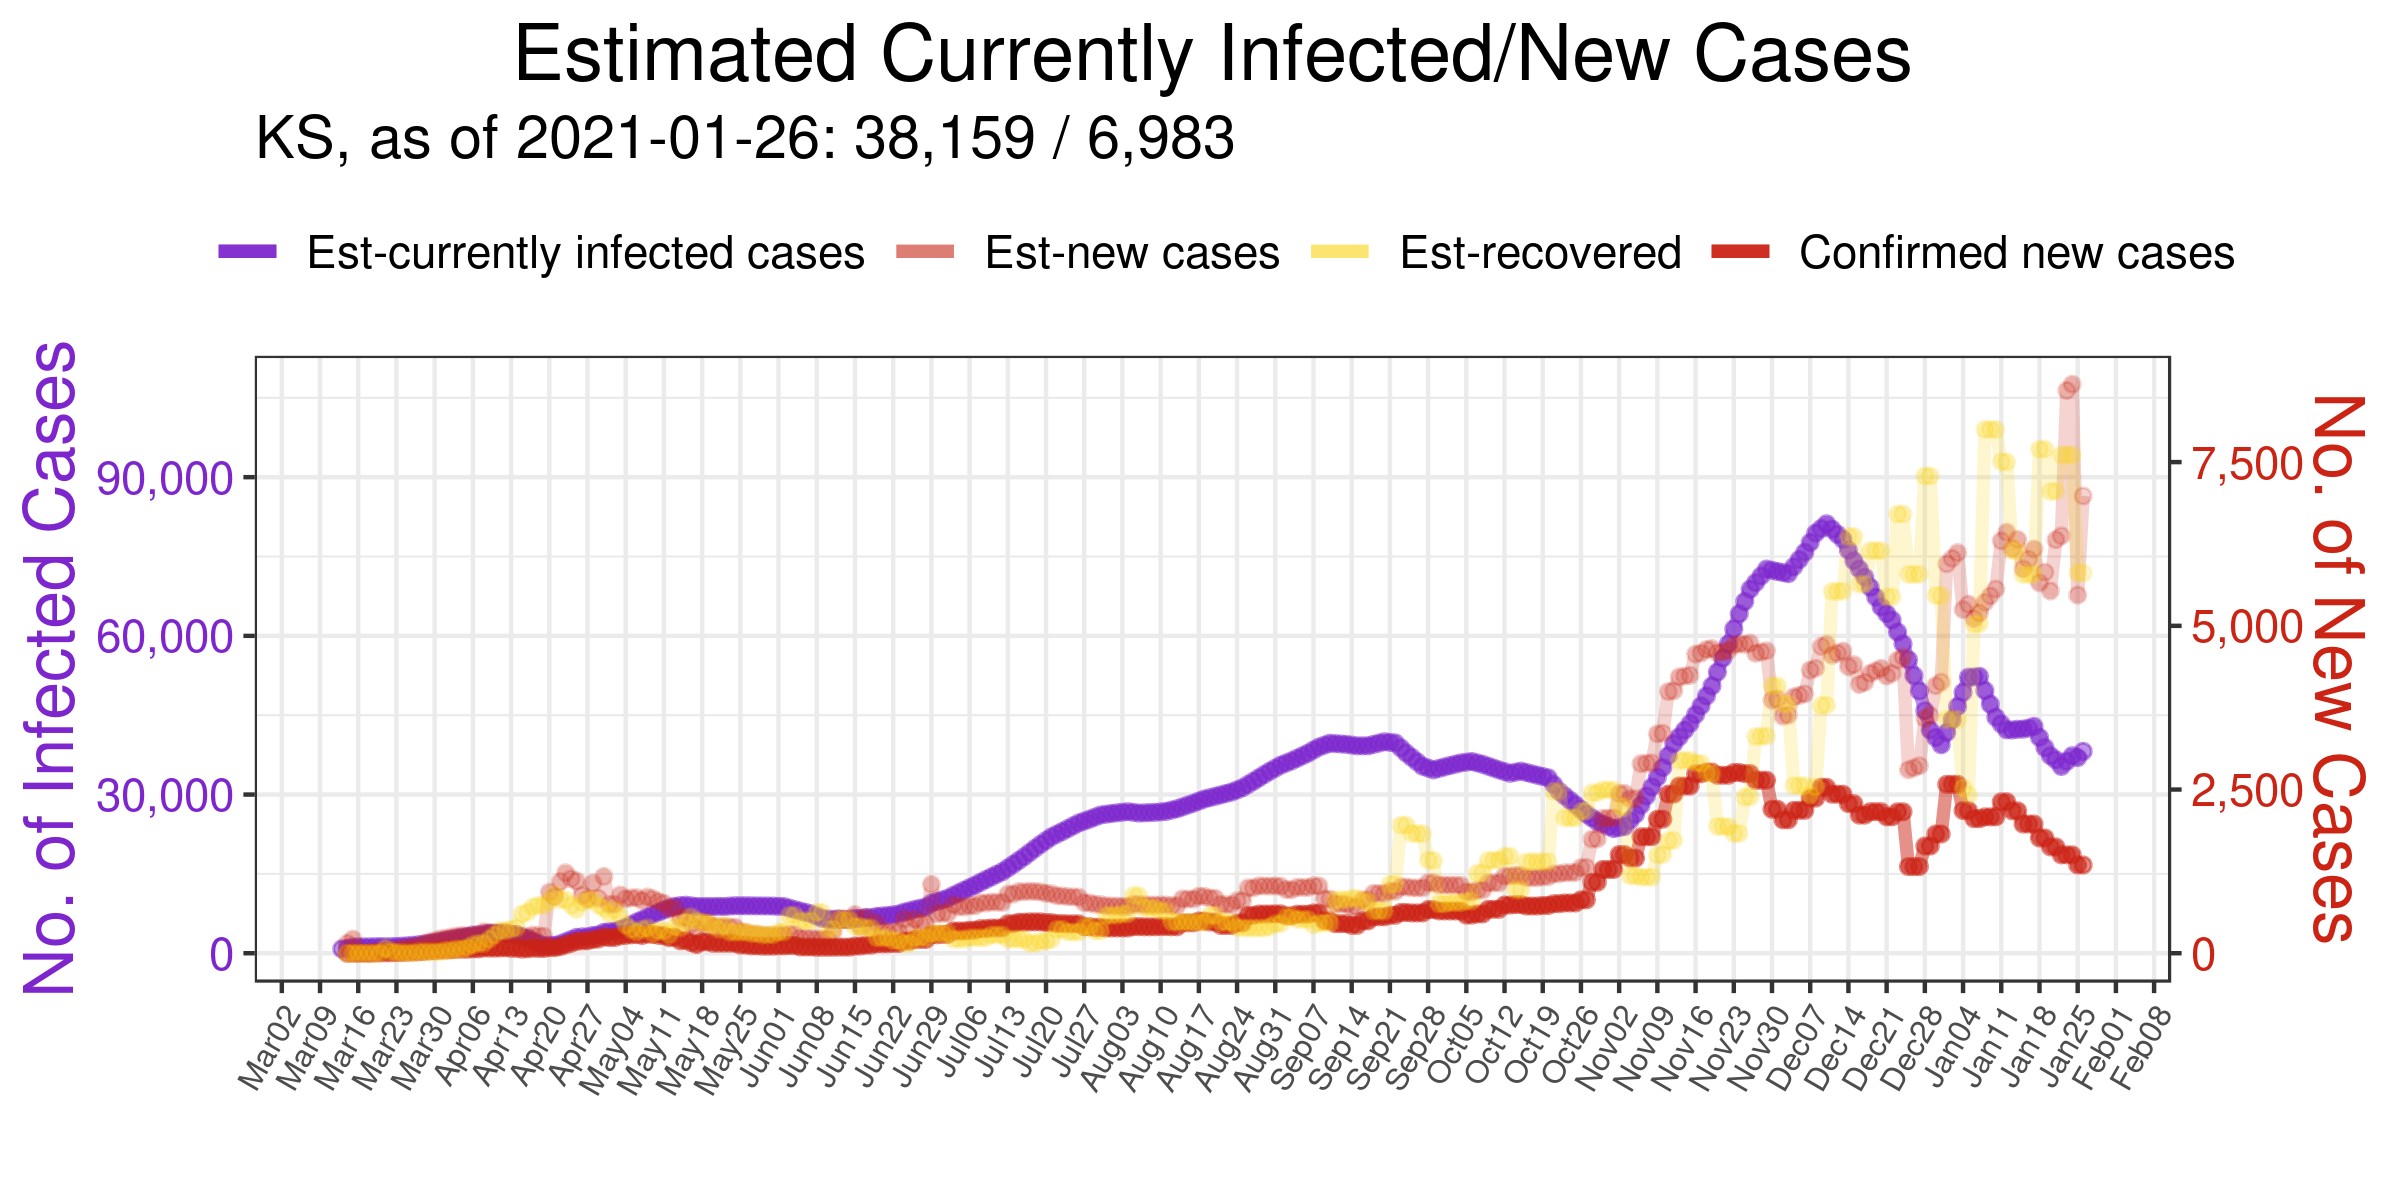 Estimated Currently Infected/New Cases
KS, as of 2021-01-26: 38,159 / 6,983
Est-currently infected cases Est-new cases Est-recovered Confirmed new cases
No. of Infected Cases
90,000
60,000
30,000
0
7,500
5,000
2,500
0
No. of New Cases
Mar02 Mar09 Mar16 Mar23 Mar30 Apr06 Apr13 Apr20 Apr27 May04 May11 May18 May25 Jun01 Jun08 Jun15 Jun22 Jun29 Jul06 Jul13 Jul20 Jul27 Aug03 Aug10 Aug17 Aug24 Aug31 Sep07 Sep14 Sep21 Sep28 Oct05 Oct12 Oct19 Oct26 Nov02 Nov09 Nov16 Nov23 Nov30 Dec07 Dec14 Dec21 Dec28 Jan04 Jan11 Jan18 Jan25 Feb01 Feb08